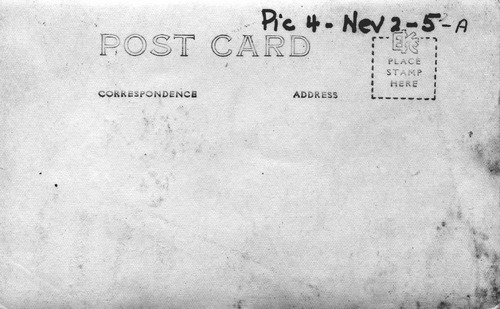 Pic 4 - Nev 2-5-A
POST CARD
EKC
PLACE
STAMP
HERE
CORRESPONDENCE
ADDRESS